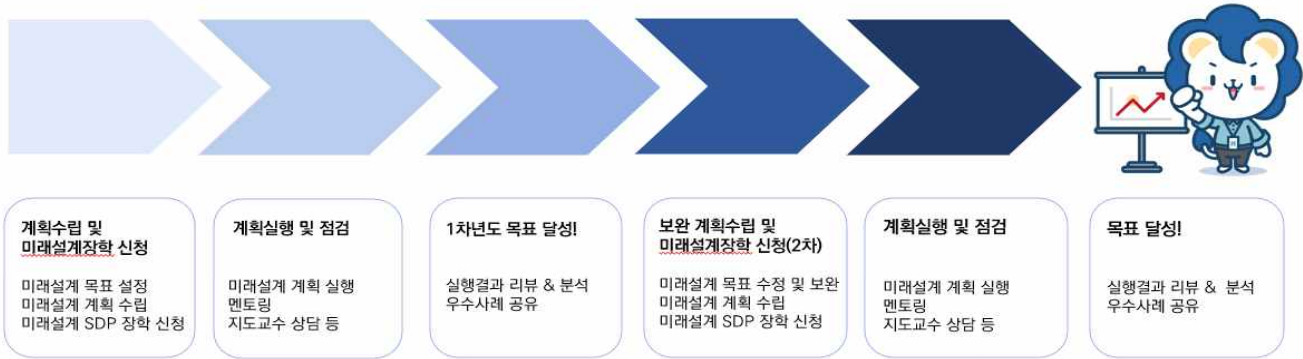 계획수립 및
미래설계장학 신청
미래설계 목표 설정
미래설계 계획 수립
미래설계 SDP 장학 신청
계획실행 및 점검
미래설계 계획 실행
멘토링
지도교수 상담 등
1차년도 목표 달성!
실행결과 리뷰 & 분석
우수사례 공유
보완 계획수립 및
미래설계장학 신청(2차)
미래설계 목표 수정 및 보완
미래설계 계획 수립
미래설계 SDP 장학 신청
계획실행 및 점검
미래설계 계획 실행
멘토링
지도교수 상담 등
목표 달성!
실행결과 리뷰 & 분석
우수사례 공유